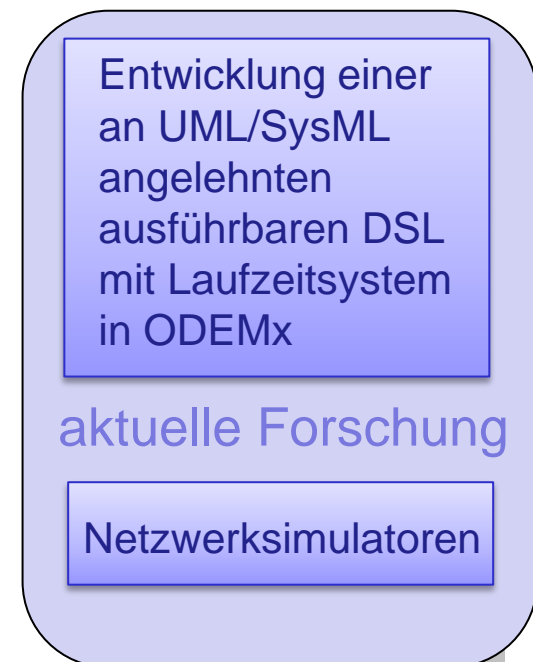 Entwicklung einer
an UML/SysML
angelehnten
ausführbaren DSL
mit Laufzeitsystem
in ODEMx
aktuelle Forschung
Netzwerksimulatoren